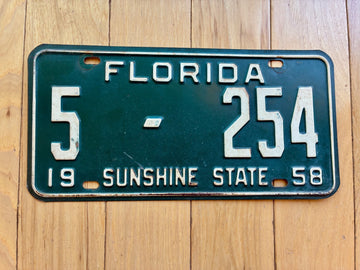 FLORIDA
5 - 254
19 SUNSHINE STATE 58